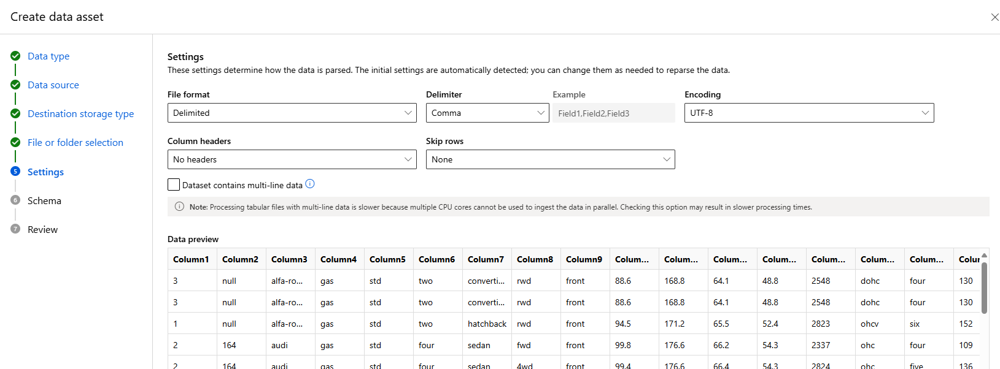 Create data asset
Data type
Data source
Destination storage type
File or folder selection
5 Settings
6 Schema
7 Review
Settings
These settings determine how the data is parsed. The initial settings are automatically detected; you can change them as needed to reparse the data.
File format Delimiter Example Encoding
Delimited Comma Field1,Field2,Field3 UTF-8
Column headers Skip rows
No headers None
Dataset contains multi-line data
Note: Processing tabular files with multi-line data is slower because multiple CPU cores cannot be used to ingest the data in parallel. Checking this option may result in slower processing times.
Data preview
Column1 Column2 Column3 Column4 Column5 Column6 Column7 Column8 Column9 Colum... Colum... Colum... Colum... Colum... Colum... Colum... Colum
3 null alfa-ro... gas std two converti... rwd front 88.6 168.8 64.1 48.8 2548 dohc four 130
3 null alfa-ro... gas std two converti... rwd front 88.6 168.8 64.1 48.8 2548 dohc four 130
1 null alfa-ro... gas std two hatchback rwd front 94.5 171.2 65.5 52.4 2823 ohcv six 152
2 164 audi gas std four sedan fwd front 99.8 176.6 66.2 54.3 2337 ohc four 109
2 164 audi gas std four sedan 4wd front 99.4 176.6 66.4 54.3 2824 ohc five 136